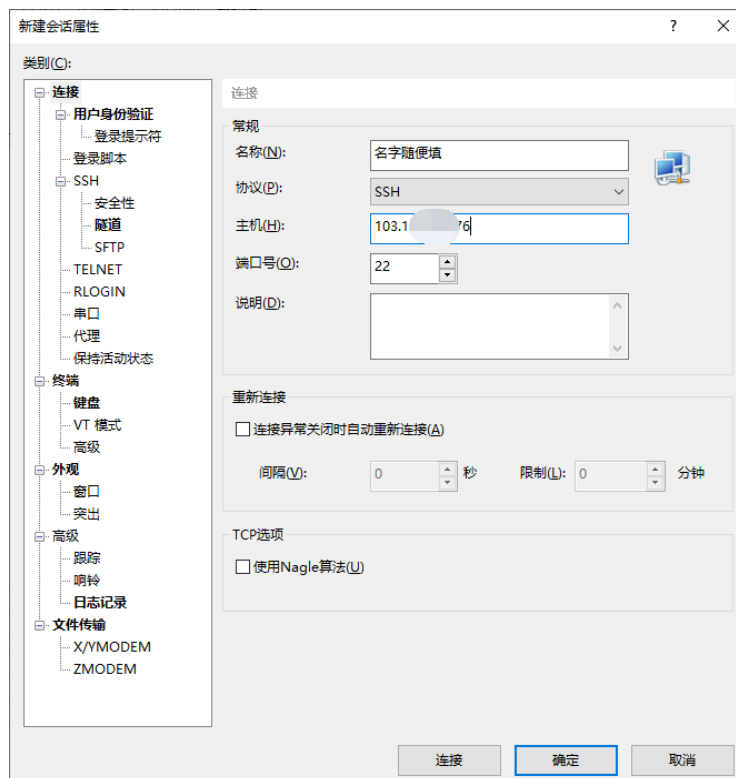 新建会话属性
?
类别(C):
连接
用户身份验证
登录提示符
登录脚本
SSH
安全性
隧道
SFTP
TELNET
RLOGIN
串口
代理
保持活动状态
终端
键盘
VT 模式
高级
外观
窗口
突出
高级
跟踪
响铃
日志记录
文件传输
X/YMODEM
ZMODEM
连接
常规
名称(N):
名字随便填
协议(P):
SSH
主机(H):
103.1 76
端口号(O):
22
说明(D):
重新连接
连接异常关闭时自动重新连接(A)
间隔(V):
0
秒
限制(L):
0
分钟
TCP选项
使用Nagle算法(U)
连接
确定
取消